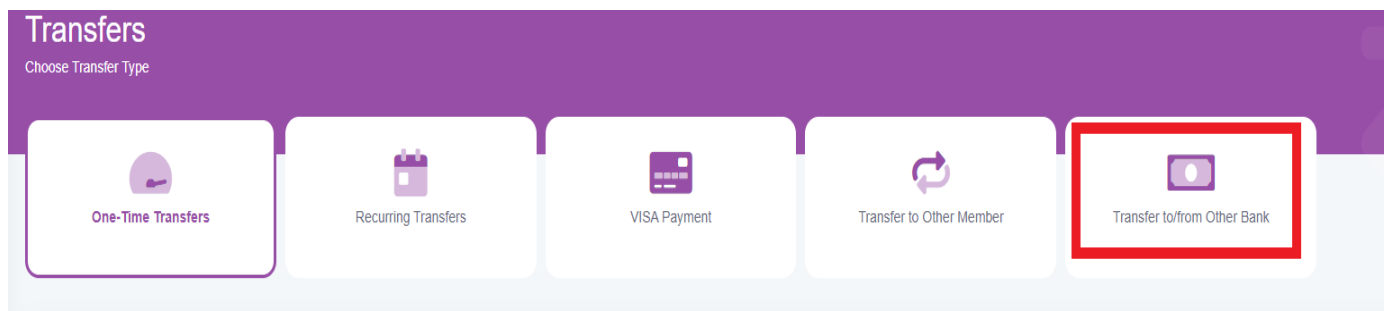 Transfers
Choose Transfer Type
One-Time Transfers
Recurring Transfers
VISA Payment
Transfer to Other Member
Transfer to/from Other Bank